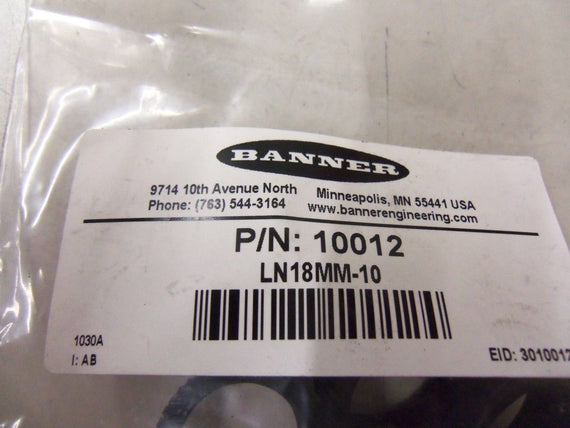 BANNER
9714 10th Avenue North Minneapolis, MN 55441 USA
Phone: (763) 544-3164 www.bannerengineering.com
P/N: 10012
LN18MM-10
1030A
I: AB
EID: 3010012